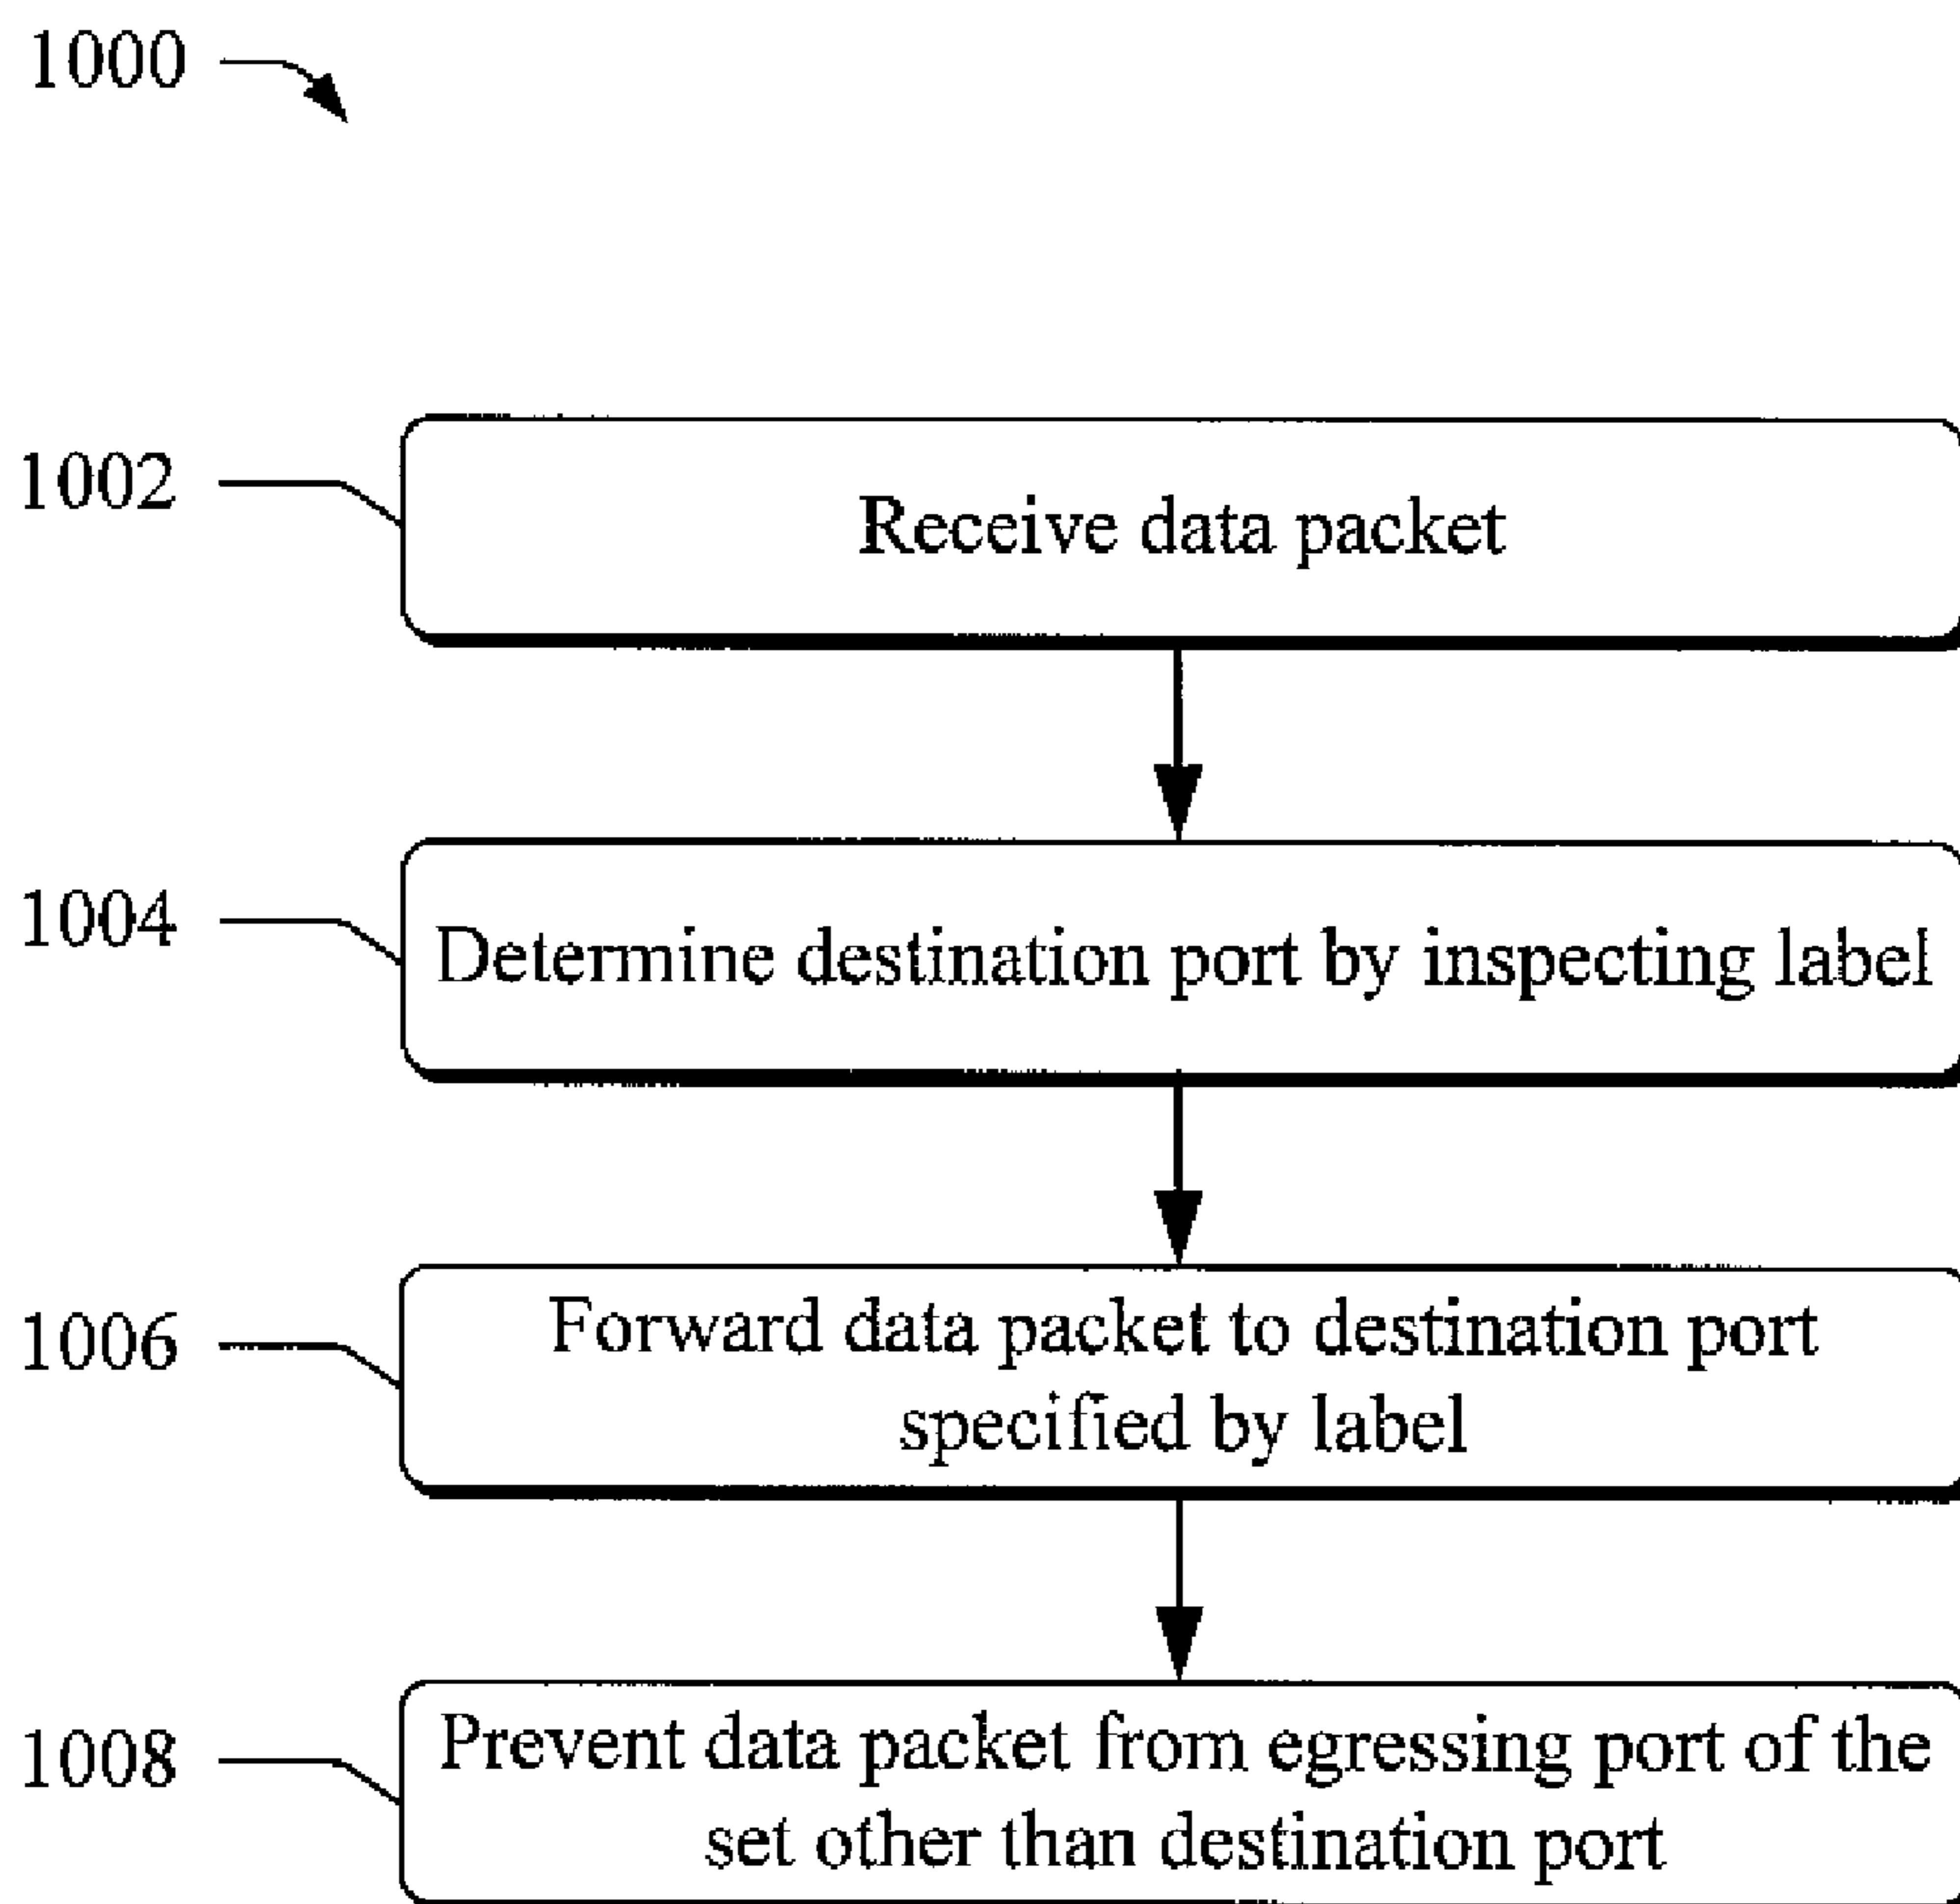 1000
1002
Receive data packet
1004
Determine destination port by inspecting label
1006
Forward data packet to destination port
specified by label
1008
Prevent data packet from egressing port of the
set other than destination port